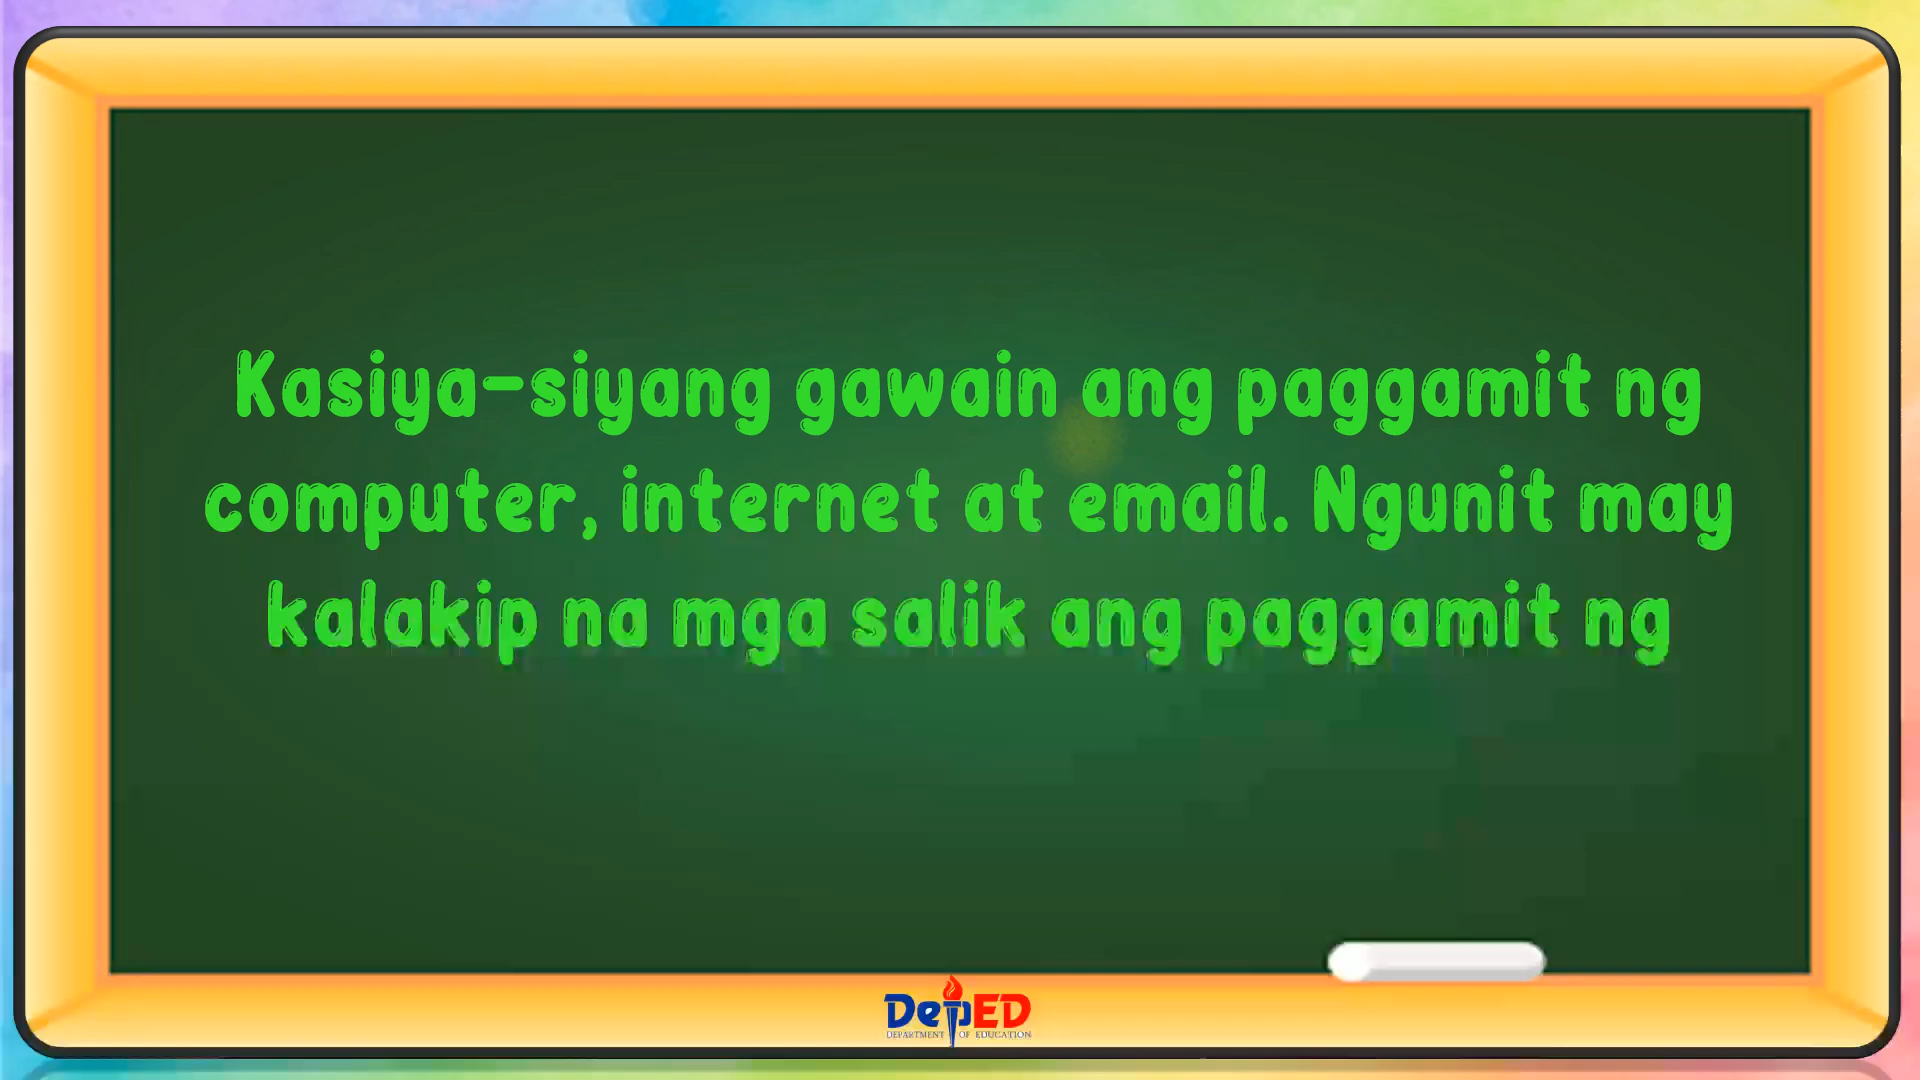 Kasiya-siyang gawain ang paggamit ng
computer, internet at email. Ngunit may
kalakip na mga salik ang paggamit ng
DepED
DEPARTMENT OF EDUCATION